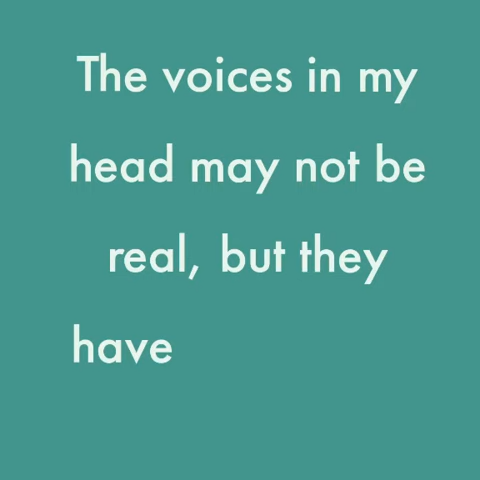 The voices in my
head may not be
real, but they
have